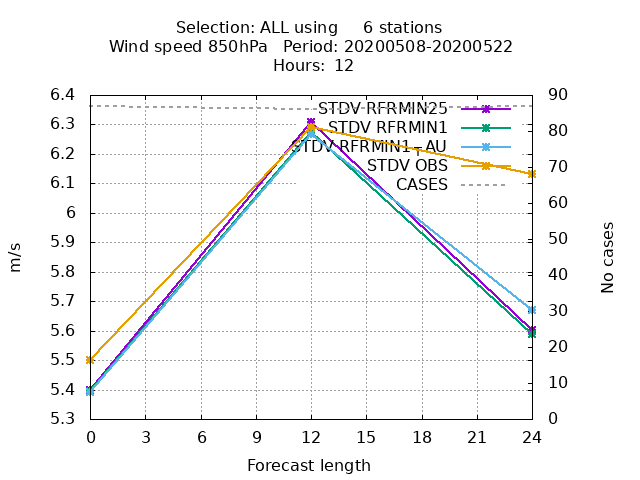 Selection: ALL using     6 stations
Wind speed 850hPa   Period: 20200508-20200522
Hours:  12
6.4
6.3
6.2
6.1
6
5.9
5.8
5.7
5.6
5.5
5.4
5.3
m/s
STDV RFRMIN25
STDV RFRMIN1
STDV RFRMIN1+AU
STDV OBS
CASES
90
80
70
60
50
40
30
20
10
0
No cases
0 3 6 9 12 15 18 21 24
Forecast length